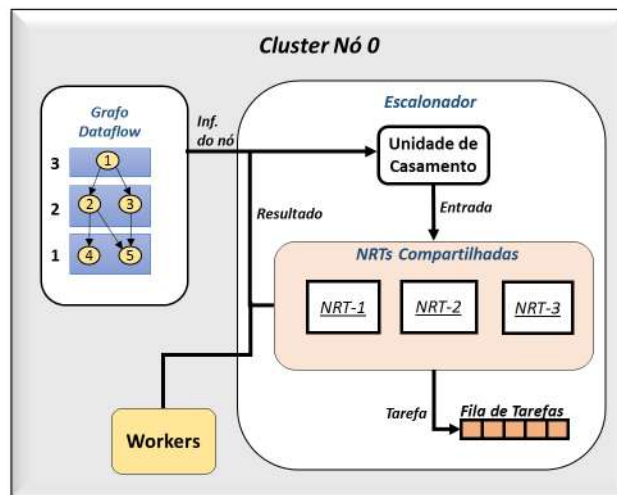 Cluster Nó 0
Grafo
Dataflow
3
1
2
2
3
1
4
5
Inf.
do nó
Resultado
Escalonador
Unidade de
Casamento
Entrada
NRTs Compartilhadas
NRT-1
NRT-2
NRT-3
Tarefa
Fila de Tarefas
Workers